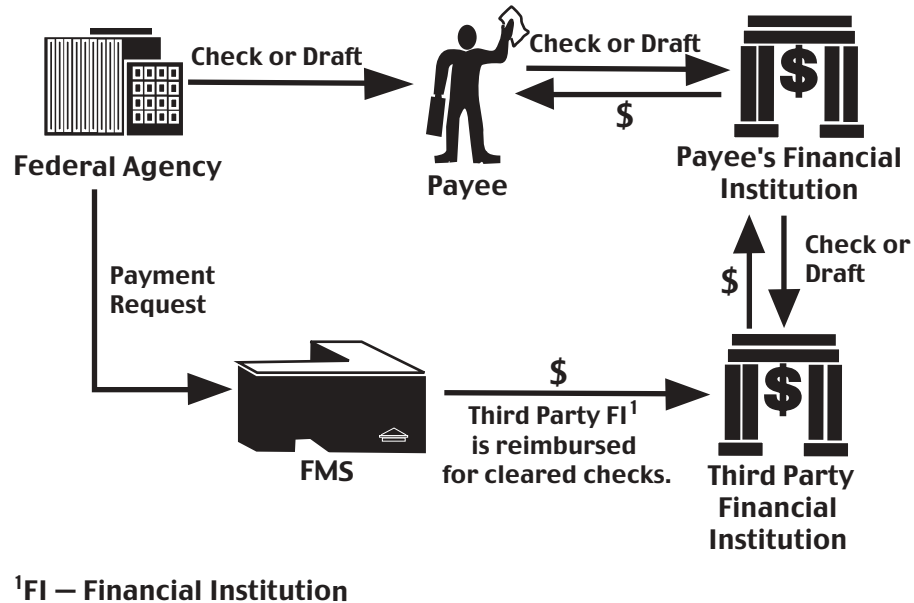 Check or Draft
Federal Agency
Payee
Check or Draft
$
$
Payee's Financial
Institution
$
Check or
Draft
Payment
Request
FMS
$
Third Party FI¹
is reimbursed
for cleared checks.
$
Third Party
Financial
Institution
¹FI — Financial Institution